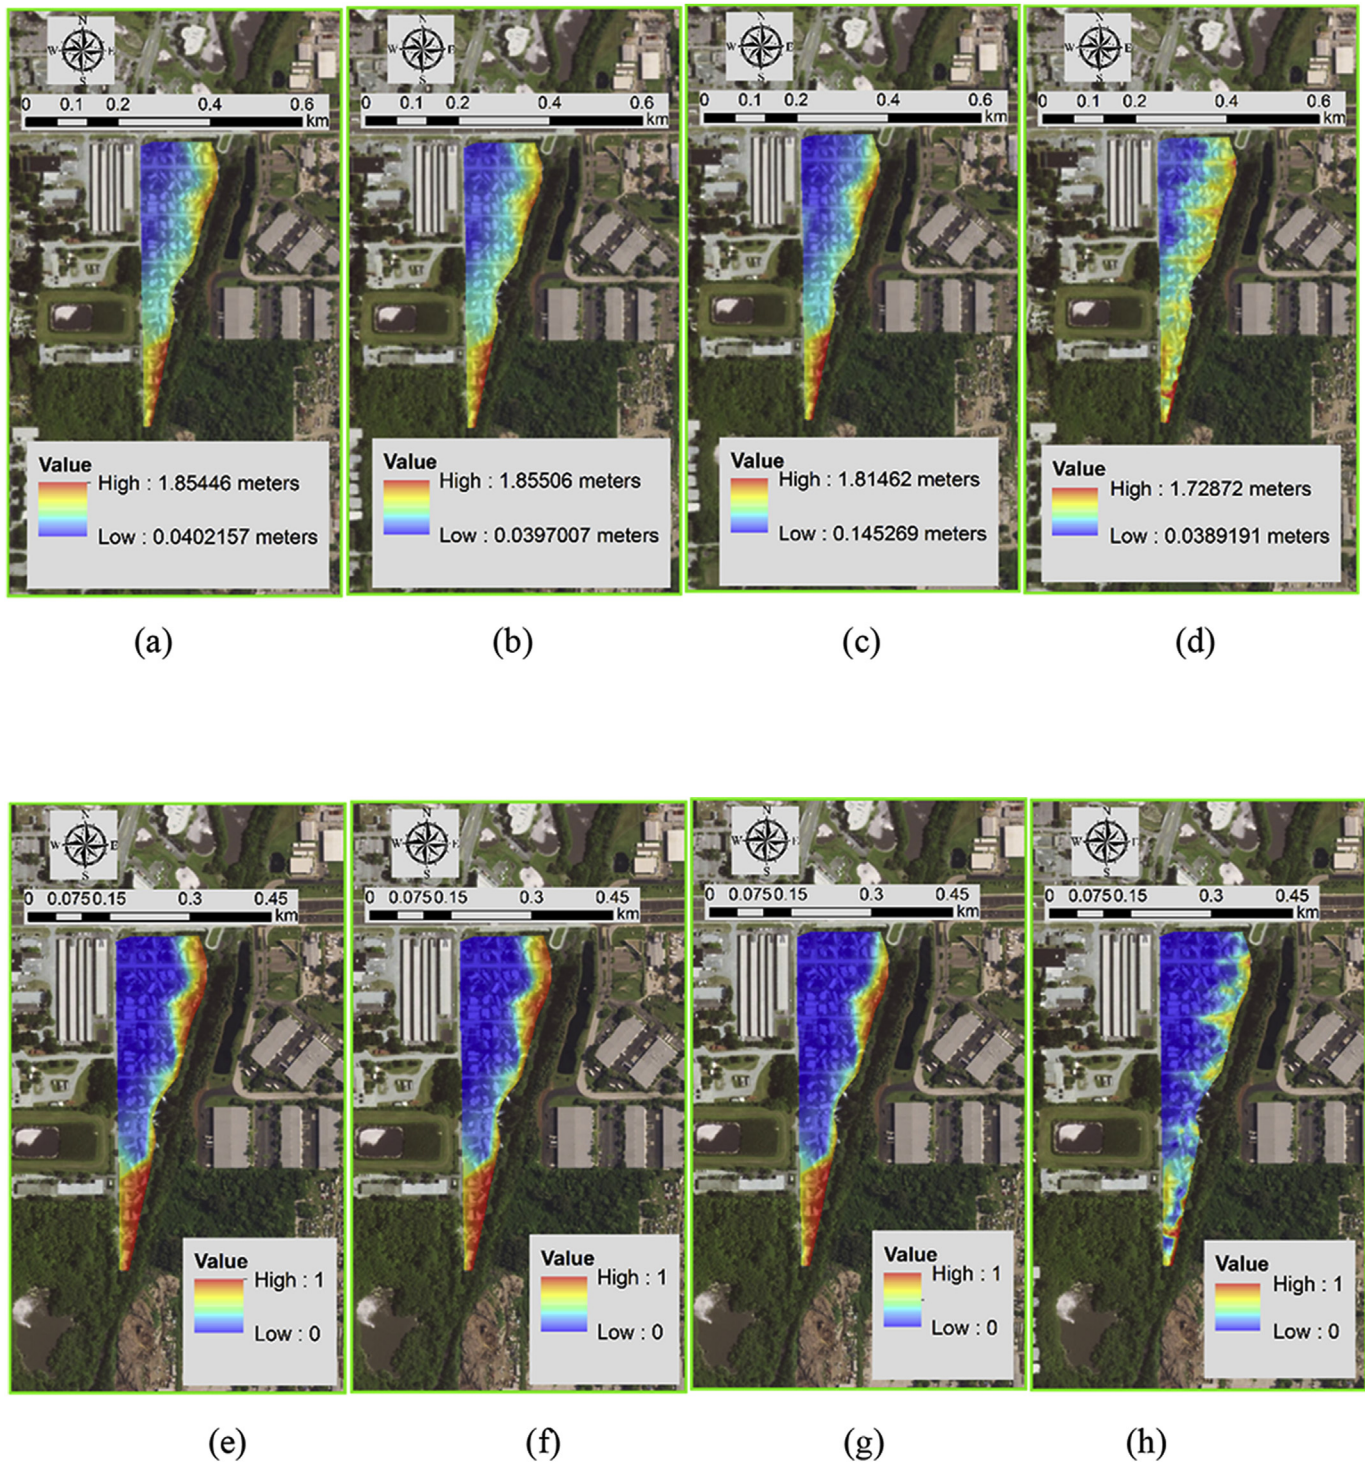 N
W E
S
0 0.1 0.2 0.4 0.6
km
Value
High : 1.85446 meters
Low : 0.0402157 meters
(a)
N
W E
S
0 0.1 0.2 0.4 0.6
km
Value
High : 1.85506 meters
Low : 0.0397007 meters
(b)
N
W E
S
0 0.1 0.2 0.4 0.6
km
Value
High : 1.81462 meters
Low : 0.145269 meters
(c)
N
W E
S
0 0.1 0.2 0.4 0.6
km
Value
High : 1.72872 meters
Low : 0.0389191 meters
(d)
N
W E
S
0 0.075 0.15 0.3 0.45
km
Value
High : 1
Low : 0
(e)
N
W E
S
0 0.075 0.15 0.3 0.45
km
Value
High : 1
Low : 0
(f)
N
W E
S
0 0.075 0.15 0.3 0.45
km
Value
High : 1
Low : 0
(g)
N
W
S
0 0.075 0.15 0.3 0.45
km
Value
High : 1
Low : 0
(h)